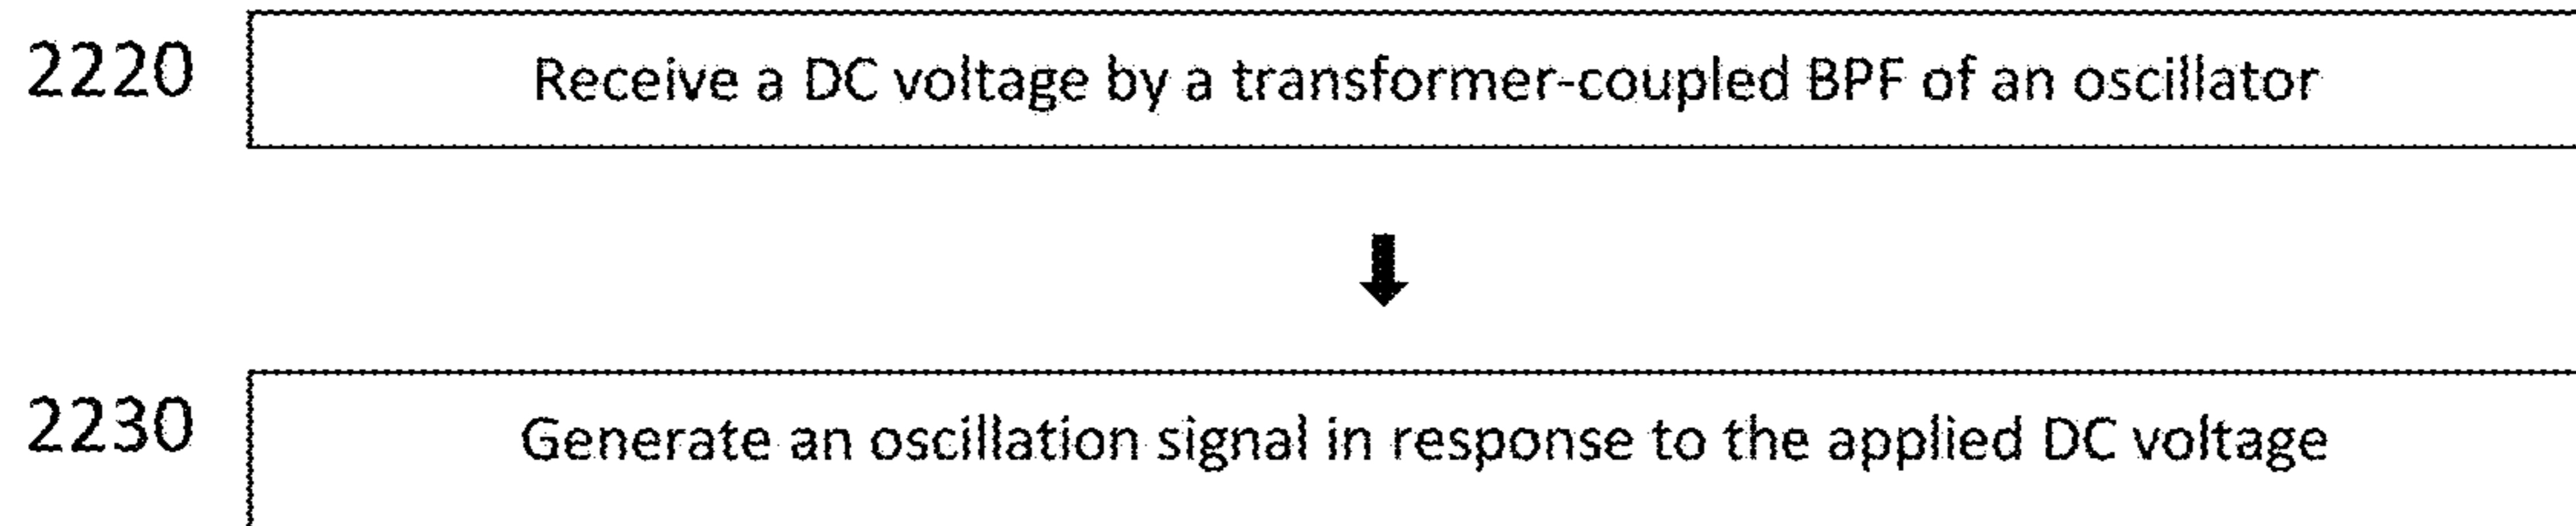 2220
Receive a DC voltage by a transformer-coupled BPF of an oscillator
2230
Generate an oscillation signal in response to the applied DC voltage